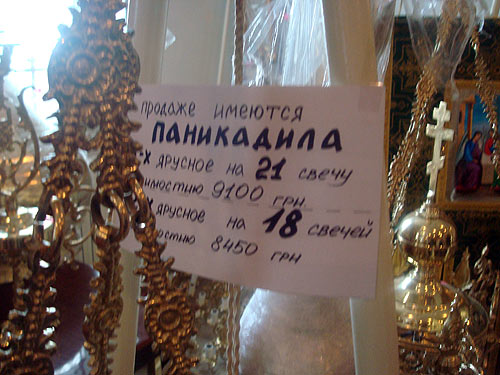 продаже имеются
ПАНИКАДИЛА
ярусное на 21 свечу
9100 грн
ярусное на 18 свечей
8450 грн